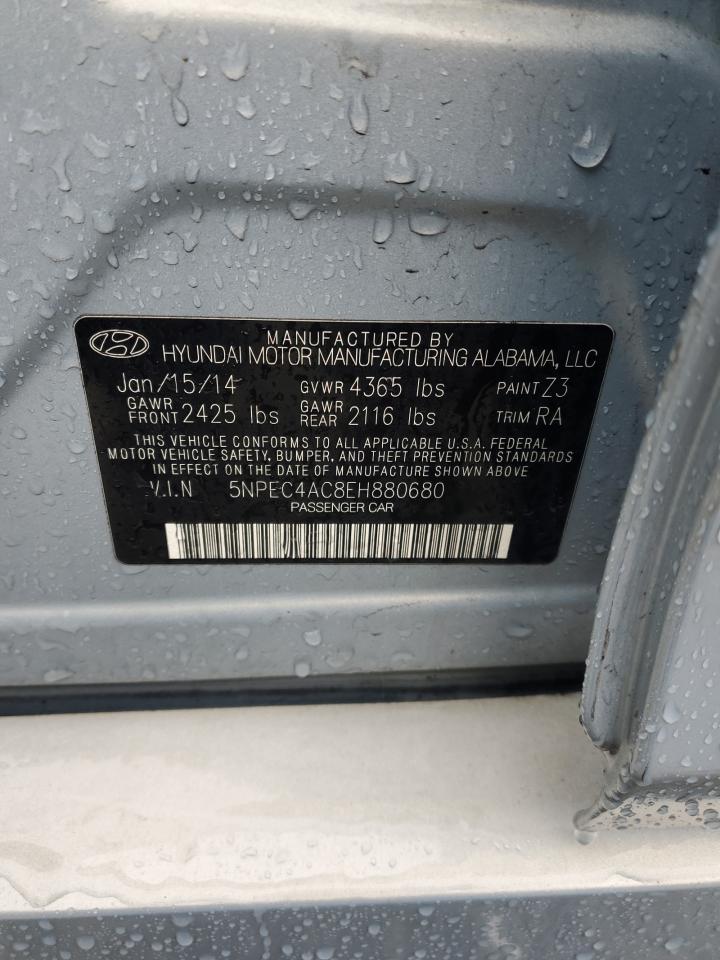 MANUFACTURED BY
HYUNDAI MOTOR MANUFACTURING ALABAMA, LLC
Jan/15/14 GVWR 4365 lbs PAINT Z3
GAWR FRONT 2425 lbs GAWR REAR 2116 lbs TRIM RA
THIS VEHICLE CONFORMS TO ALL APPLICABLE U.S.A. FEDERAL
MOTOR VEHICLE SAFETY, BUMPER, AND THEFT PREVENTION STANDARDS
IN EFFECT ON THE DATE OF MANUFACTURE SHOWN ABOVE
V.I.N 5NPEC4AC8EH880680
PASSENGER CAR